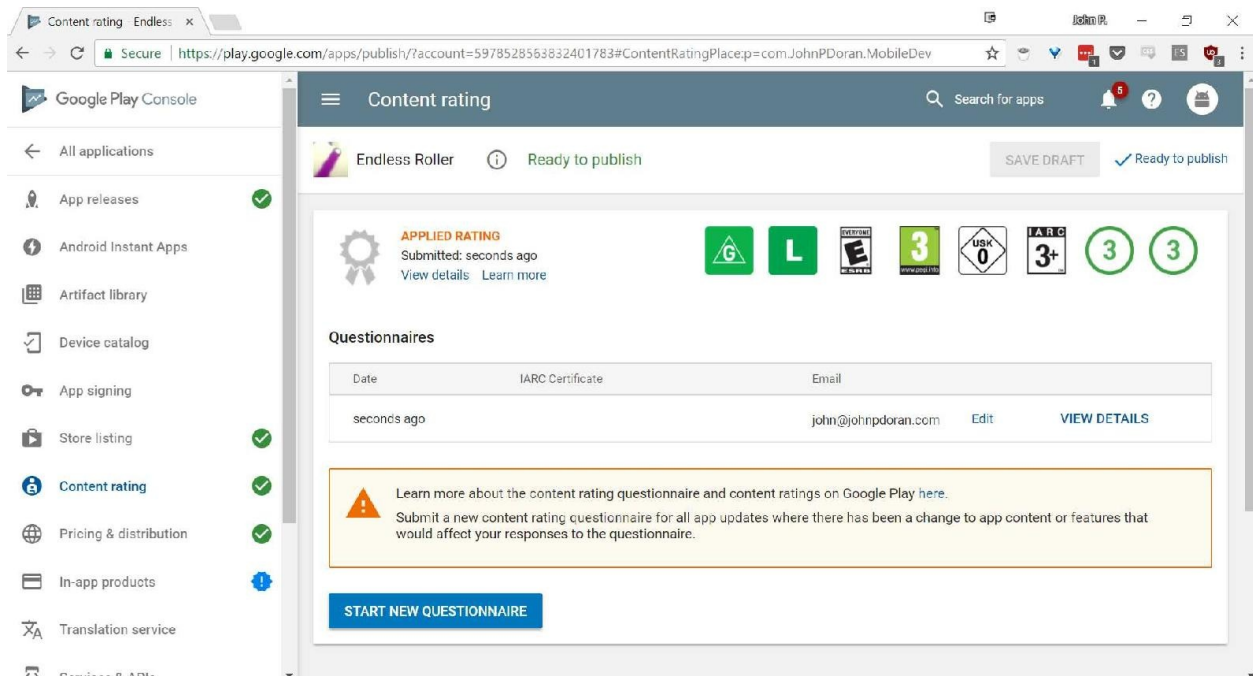 Content rating - Endless
John P.
Secure https://play.google.com/apps/publish/?account=5978528563832401783#ContentRatingPlace:p=com.JohnPDoran.MobileDev
Google Play Console
Content rating
Search for apps
5
All applications
Endless Roller
Ready to publish
SAVE DRAFT
Ready to publish
App releases
Android Instant Apps
Artifact library
Device catalog
App signing
Store listing
Content rating
Pricing & distribution
In-app products
Translation service
APPLIED RATING
Submitted: seconds ago
View details Learn more
G
L
EVERYONE
E
ESRB
3
www.pegi.info
USK
0
IARC
3+
3
3
Questionnaires
Date IARC Certificate Email
seconds ago john@johnpdoran.com Edit VIEW DETAILS
Learn more about the content rating questionnaire and content ratings on Google Play here.
Submit a new content rating questionnaire for all app updates where there has been a change to app content or features that
would affect your responses to the questionnaire.
START NEW QUESTIONNAIRE